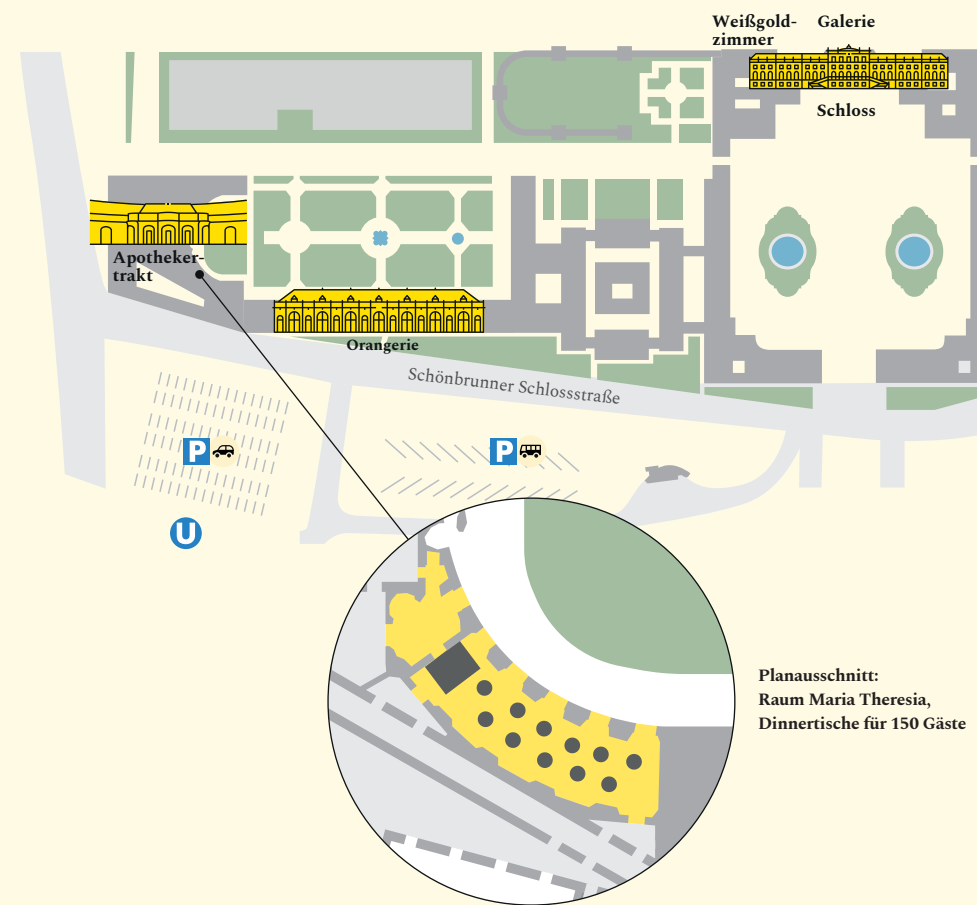 Weißgold-
zimmer
Galerie
Schloss
Apotheker-
trakt
Orangerie
Schönbrunner Schlossstraße
P
P
U
Planausschnitt:
Raum Maria Theresia,
Dinnertische für 150 Gäste